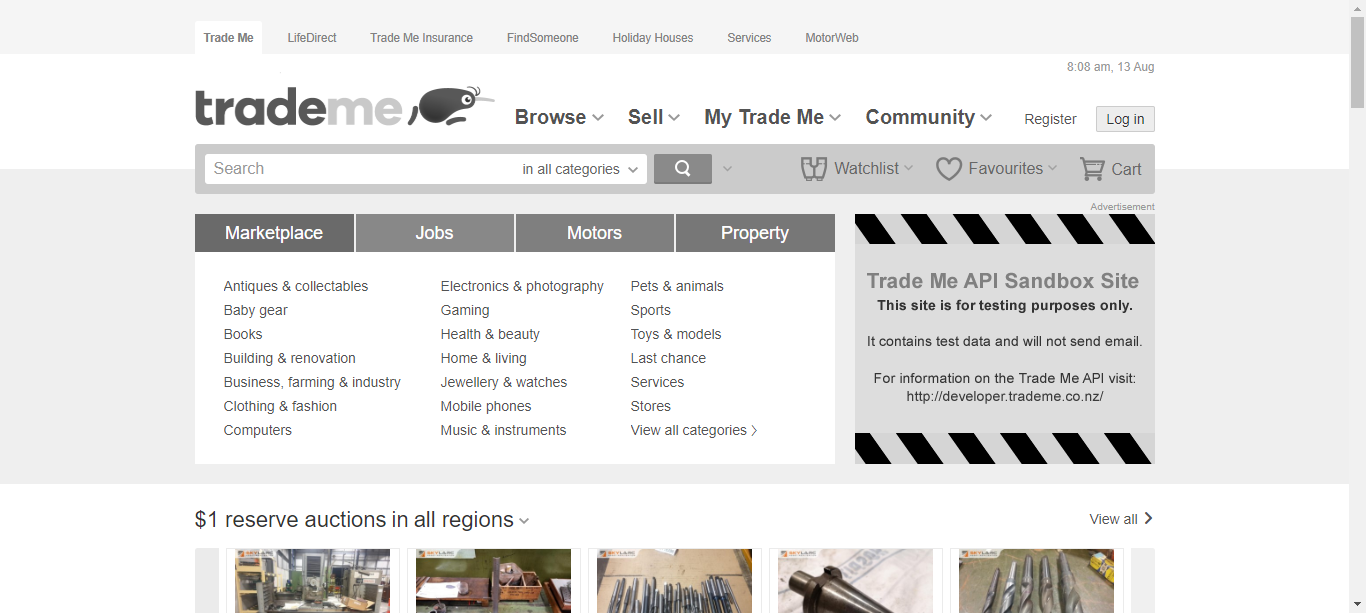 Trade Me LifeDirect Trade Me Insurance FindSomeone Holiday Houses Services MotorWeb
8:08 am, 13 Aug
trademe
Browse Sell My Trade Me Community Register Log in
Search in all categories Watchlist Favourites Cart
Advertisement
Marketplace Jobs Motors Property
Antiques & collectables
Baby gear
Books
Building & renovation
Business, farming & industry
Clothing & fashion
Computers
Electronics & photography
Gaming
Health & beauty
Home & living
Jewellery & watches
Mobile phones
Music & instruments
Pets & animals
Sports
Toys & models
Last chance
Services
Stores
View all categories
Trade Me API Sandbox Site
This site is for testing purposes only.
It contains test data and will not send email.
For information on the Trade Me API visit:
http://developer.trademe.co.nz/
$1 reserve auctions in all regions
View all